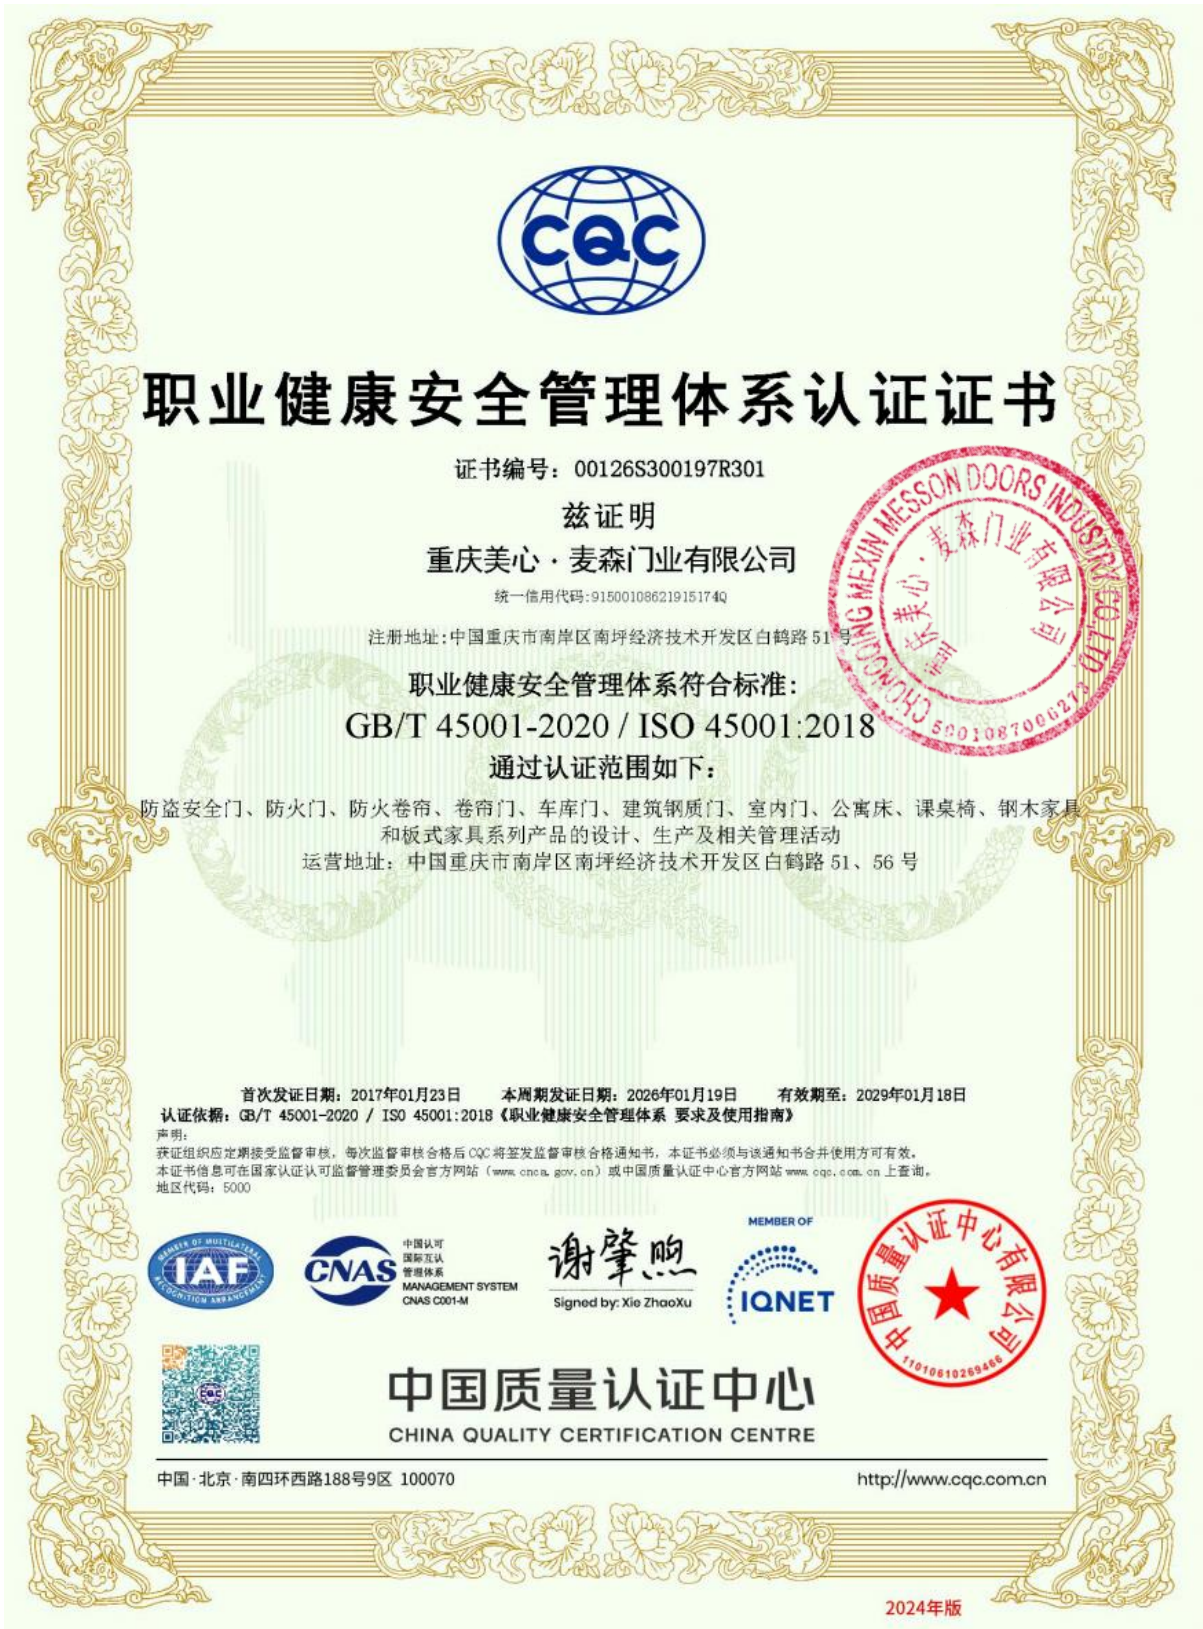 CQC
职业健康安全管理体系认证证书
证书编号：00126S300197R301
兹证明
重庆美心·麦森门业有限公司
统一信用代码:91500108621915174Q
注册地址:中国重庆市南岸区南坪经济技术开发区白鹤路 51 号
CHONGQING MEXIN MESSON DOORS INDUSTRY CO.,LTD.
重庆美心·麦森门业有限公司
5001087006273
职业健康安全管理体系符合标准：
GB/T 45001-2020 / ISO 45001:2018
通过认证范围如下：
防盗安全门、防火门、防火卷帘、卷帘门、车库门、建筑钢质门、室内门、公寓床、课桌椅、钢木家具
和板式家具系列产品的设计、生产及相关管理活动
运营地址：中国重庆市南岸区南坪经济技术开发区白鹤路 51、56 号
首次发证日期：2017年01月23日 本周期发证日期：2026年01月19日 有效期至：2029年01月18日
认证依据：GB/T 45001-2020 / ISO 45001:2018《职业健康安全管理体系 要求及使用指南》
声明：
获证组织应定期接受监督审核，每次监督审核合格后 CQC 将签发监督审核合格通知书，本证书必须与该通知书合并使用方可有效。
本证书信息可在国家认证认可监督管理委员会官方网站（www.cnca.gov.cn）或中国质量认证中心官方网站 www.cqc.com.cn 上查询。
地区代码：5000
MEMBER OF MULTILATERAL
IAF
RECOGNITION ARRANGEMENT
CNAS
中国认可
国际互认
管理体系
MANAGEMENT SYSTEM
CNAS C001-M
谢肇煦
Signed by: Xie ZhaoXu
MEMBER OF
IQNET
中国质量认证中心有限公司
11010610269466
CQC
中国质量认证中心
CHINA QUALITY CERTIFICATION CENTRE
中国·北京·南四环西路188号9区 100070
http://www.cqc.com.cn
2024年版